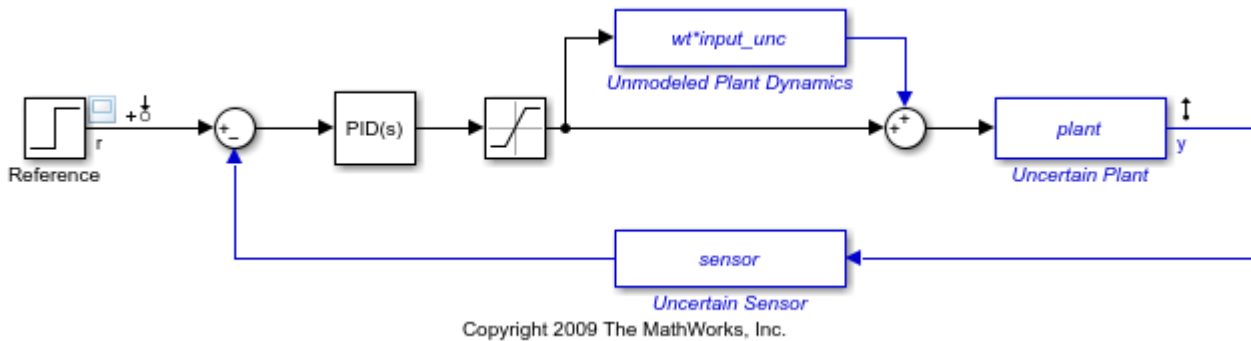 wt*input_unc
Unmodeled Plant Dynamics
r
Reference
PID(s)
plant
y
Uncertain Plant
sensor
Uncertain Sensor
Copyright 2009 The MathWorks, Inc.